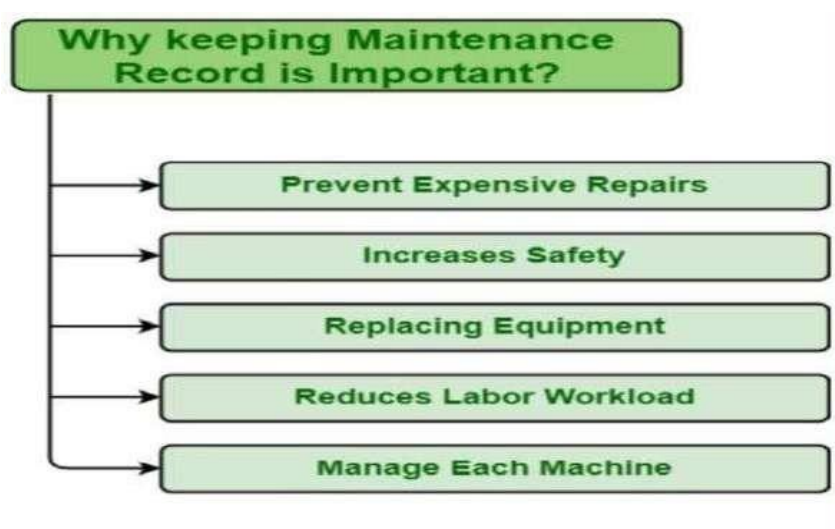 Why keeping Maintenance
Record is Important?
Prevent Expensive Repairs
Increases Safety
Replacing Equipment
Reduces Labor Workload
Manage Each Machine